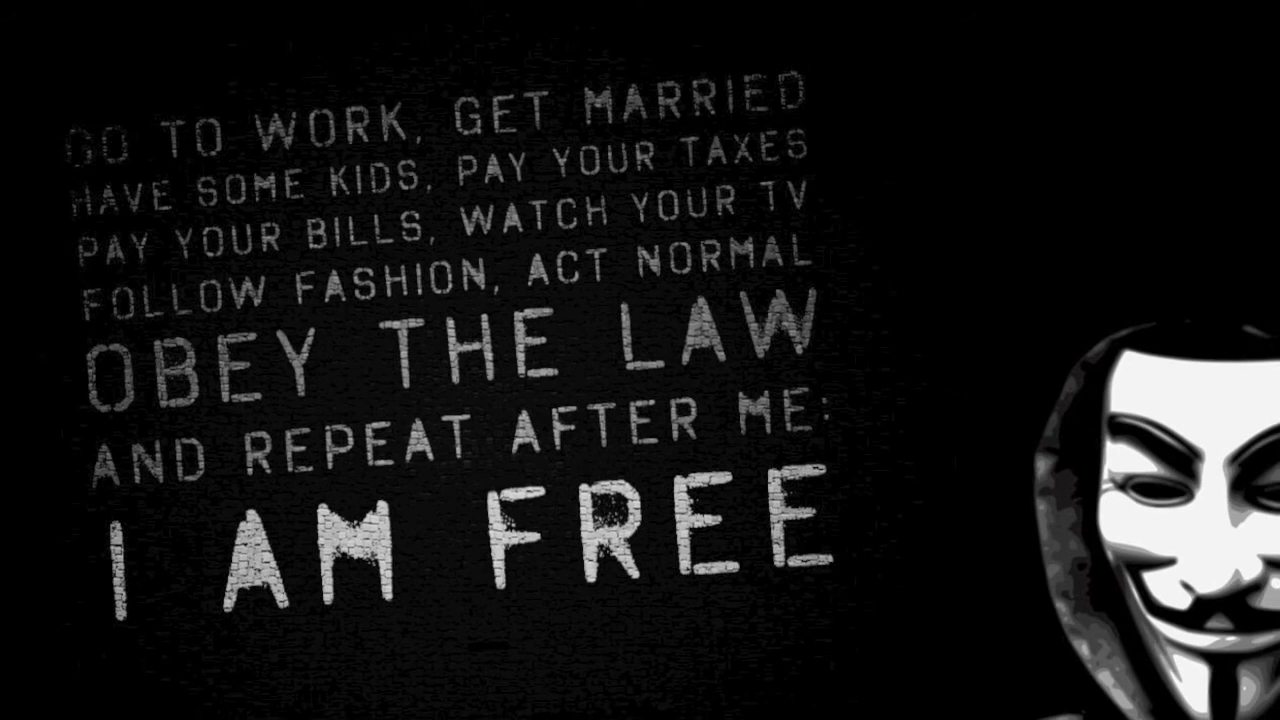 GO TO WORK, GET MARRIED
HAVE SOME KIDS, PAY YOUR TAXES
PAY YOUR BILLS, WATCH YOUR TV
FOLLOW FASHION, ACT NORMAL
OBEY THE LAW
AND REPEAT AFTER ME:
I AM FREE